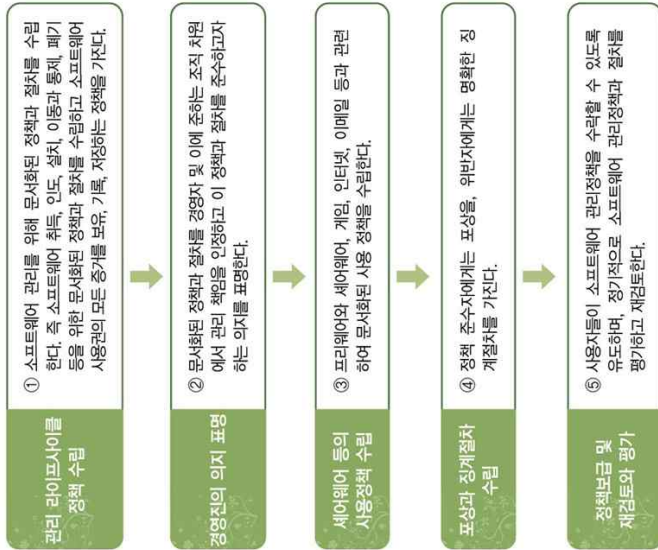 관리 라이프사이클
정책 수립
① 소프트웨어 관리를 위해 문서화된 정책과 절차를 수립
한다. 즉 소프트웨어 취득, 인도, 설치, 이동과 통제, 폐기
등을 위한 문서화된 정책과 절차를 수립하고 소프트웨어
사용권의 모든 증거를 보유, 기록, 저장하는 정책을 가진다.
경영진의 의지 표명
② 문서화된 정책과 절차를 경영자 및 이에 준하는 조직 차원
에서 관리 책임을 인정하고 이 정책과 절차를 준수하고자
하는 의지를 표명한다.
셰어웨어 등의
사용정책 수립
③ 프리웨어와 셰어웨어, 게임, 인터넷, 이메일 등과 관련
하여 문서화된 사용 정책을 수립한다.
포상과 징계절차
수립
④ 정책 준수자에게는 포상을, 위반자에게는 명확한 징
계절차를 가진다.
정책보급 및
재검토와 평가
⑤ 사용자들이 소프트웨어 관리정책을 수락할 수 있도록
유도하며, 정기적으로 소프트웨어 관리정책과 절차를
평가하고 재검토한다.